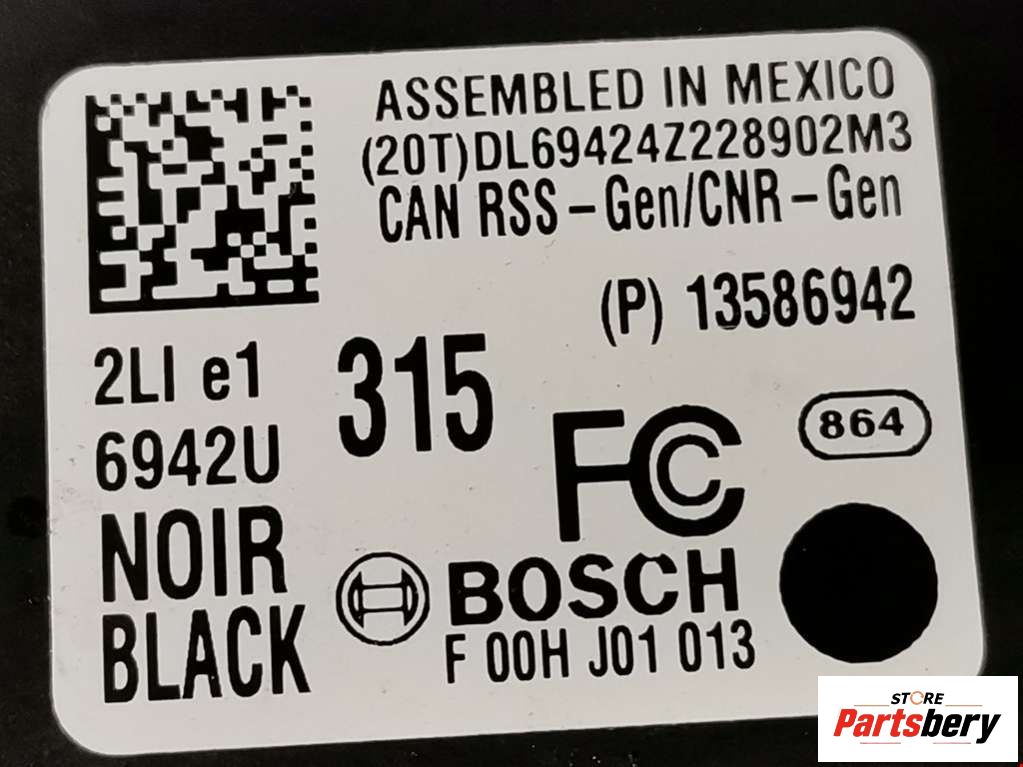 ASSEMBLED IN MEXICO
(20T)DL69424Z228902M3
CAN RSS-Gen/CNR-Gen
(P) 13586942
2LI e1
315
864
6942U
FC
NOIR
BOSCH
BLACK
F 00H J01 013
STORE
Partsbery